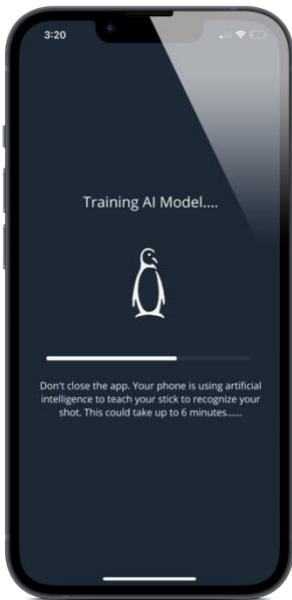 3:20
Training AI Model....
Don't close the app. Your phone is using artificial
intelligence to teach your stick to recognize your
shot. This could take up to 6 minutes......